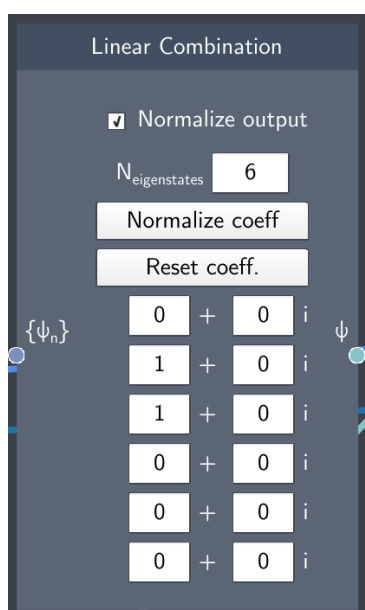 Linear Combination
Normalize output
Neigenstates 6
Normalize coeff
Reset coeff.
0 + 0 i
{ψn} ψ
1 + 0 i
1 + 0 i
0 + 0 i
0 + 0 i
0 + 0 i